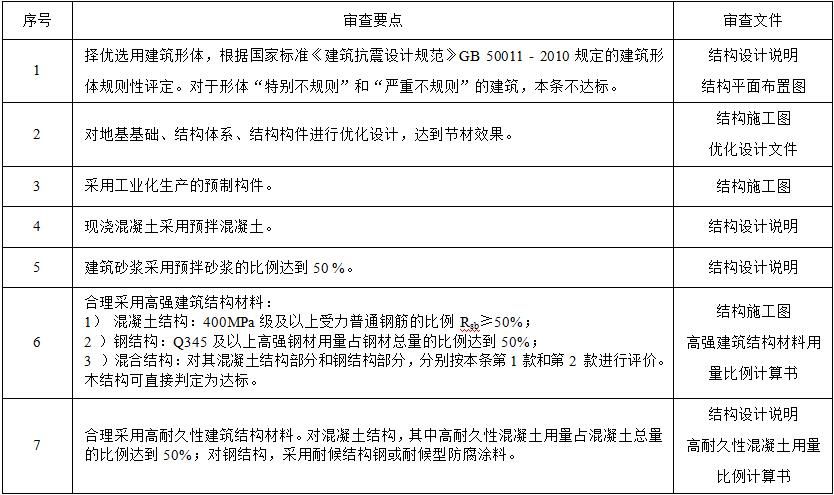 序号 审查要点 审查文件
1 择优选用建筑形体，根据国家标准《建筑抗震设计规范》GB 50011 - 2010 规定的建筑形 结构设计说明
体规则性评定。对于形体“特别不规则”和“严重不规则”的建筑，本条不达标。 结构平面布置图
2 对地基基础、结构体系、结构构件进行优化设计，达到节材效果。 结构施工图
优化设计文件
3 采用工业化生产的预制构件。 结构施工图
4 现浇混凝土采用预拌混凝土。 结构设计说明
5 建筑砂浆采用预拌砂浆的比例达到 50 %。 结构设计说明
6 合理采用高强建筑结构材料： 结构施工图
1） 混凝土结构：400MPa 级及以上受力普通钢筋的比例 Rsb≥50%；
2 ）钢结构：Q345 及以上高强钢材用量占钢材总量的比例达到 50%； 高强建筑结构材料用
3 ）混合结构：对其混凝土结构部分和钢结构部分，分别按本条第 1 款和第 2 款进行评价。 量比例计算书
木结构可直接判定为达标。
7 合理采用高耐久性建筑结构材料。对混凝土结构，其中高耐久性混凝土用量占混凝土总量 结构设计说明
的比例达到 50%；对钢结构，采用耐候结构钢或耐候型防腐涂料。 高耐久性混凝土用量
比例计算书